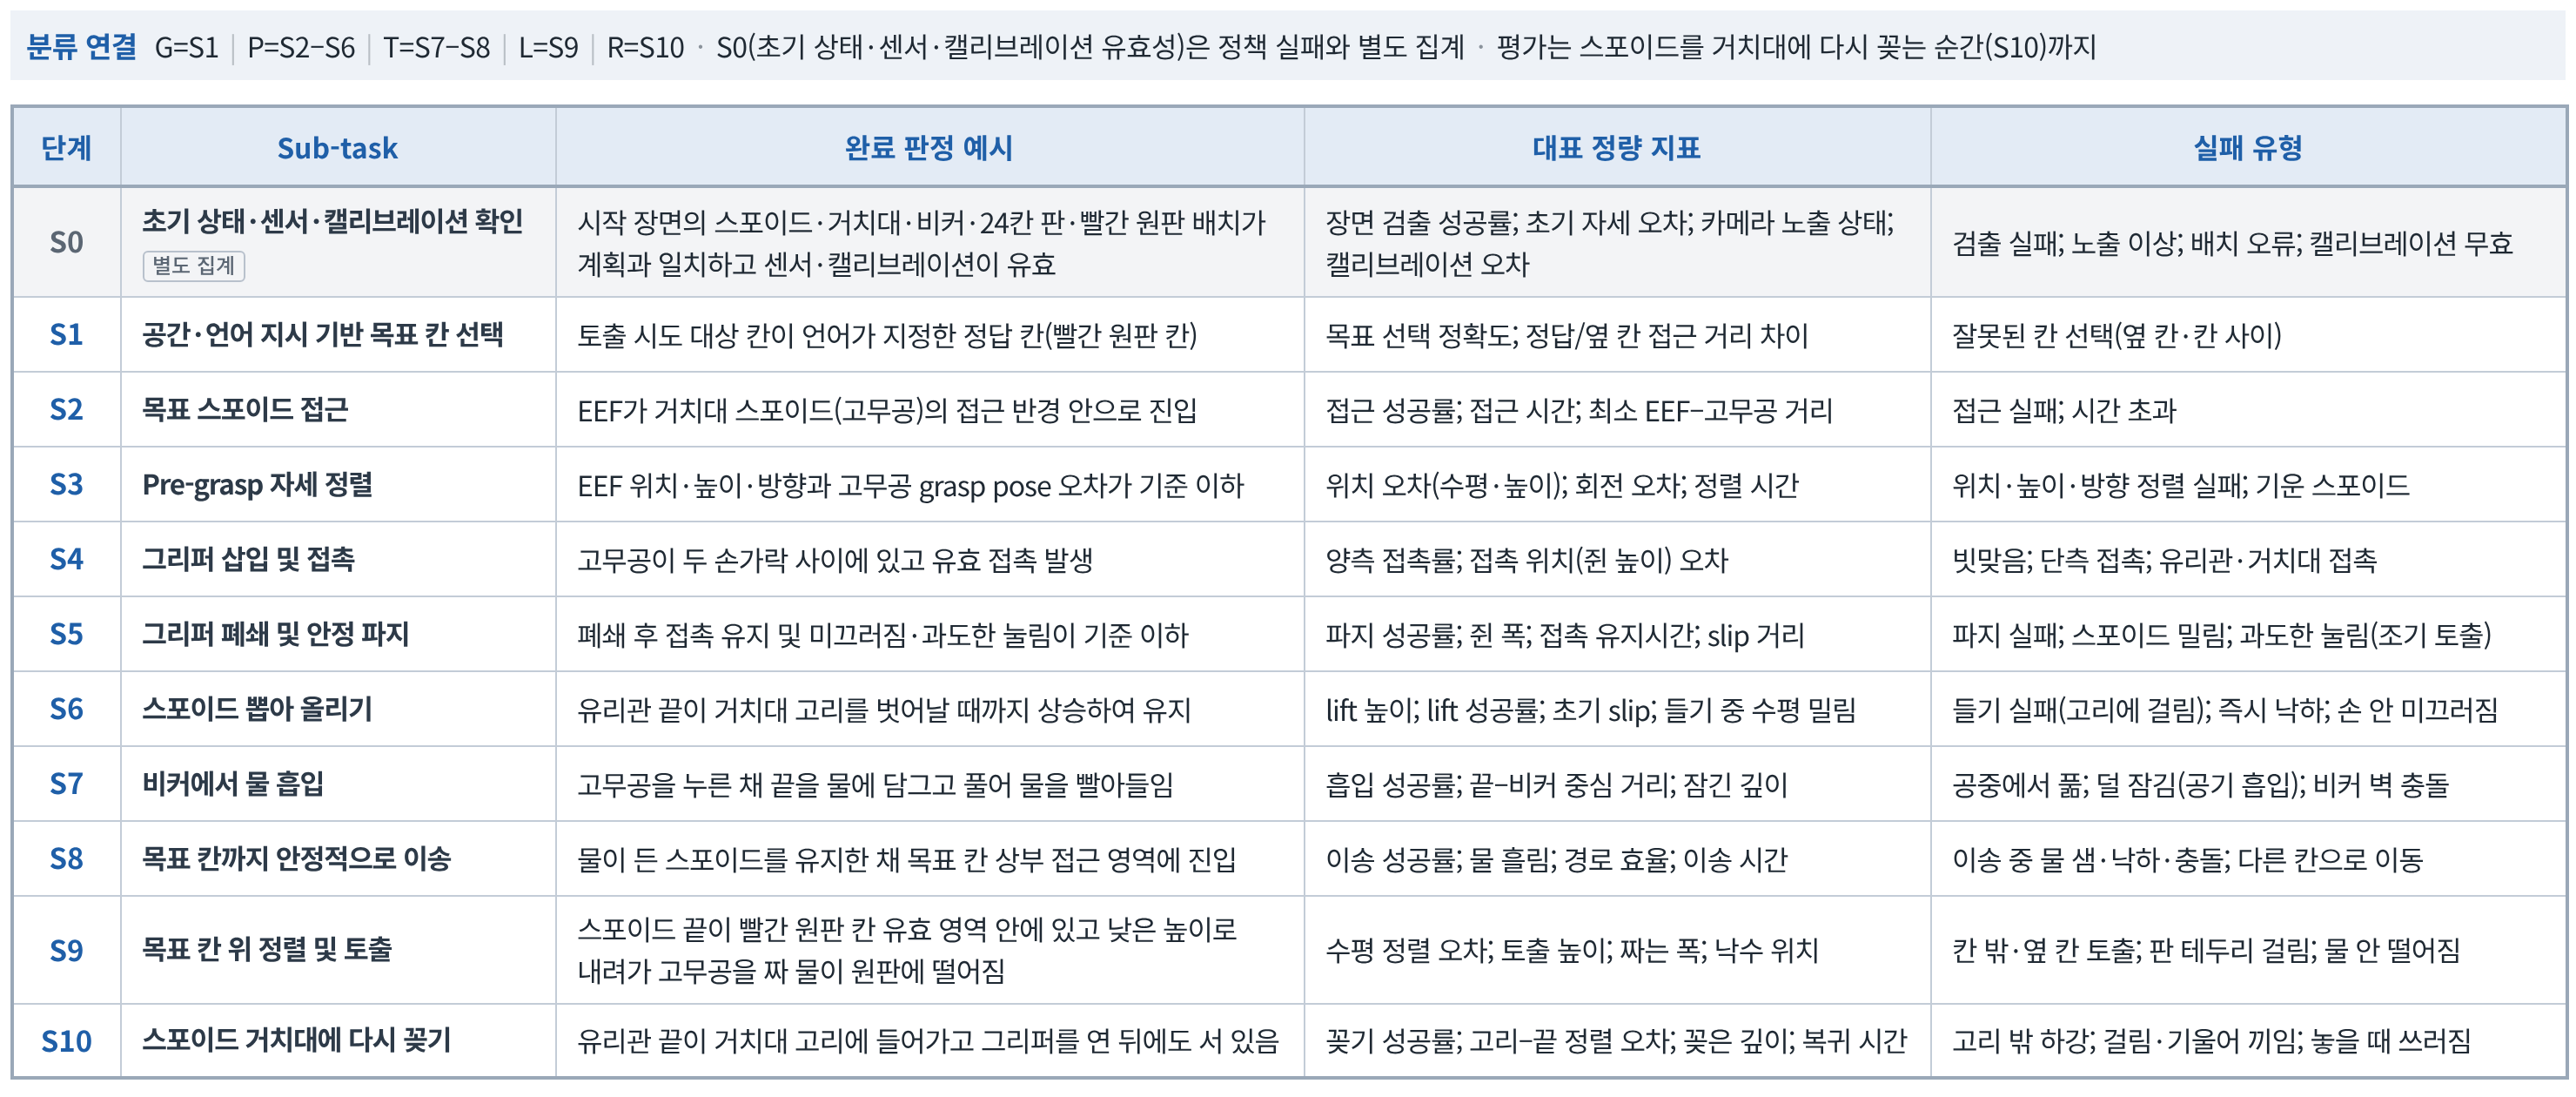 분류 연결 G=S1 | P=S2–S6 | T=S7–S8 | L=S9 | R=S10 · S0(초기 상태·센서·캘리브레이션 유효성)은 정책 실패와 별도 집계 · 평가는 스포이드를 거치대에 다시 꽂는 순간(S10)까지
단계 Sub-task 완료 판정 예시 대표 정량 지표 실패 유형
S0
초기 상태·센서·캘리브레이션 확인
별도 집계
시작 장면의 스포이드·거치대·비커·24칸 판·빨간 원판 배치가
계획과 일치하고 센서·캘리브레이션이 유효
장면 검출 성공률; 초기 자세 오차; 카메라 노출 상태;
캘리브레이션 오차
검출 실패; 노출 이상; 배치 오류; 캘리브레이션 무효
S1 공간·언어 지시 기반 목표 칸 선택 토출 시도 대상 칸이 언어가 지정한 정답 칸(빨간 원판 칸) 목표 선택 정확도; 정답/옆 칸 접근 거리 차이 잘못된 칸 선택(옆 칸·칸 사이)
S2 목표 스포이드 접근 EEF가 거치대 스포이드(고무공)의 접근 반경 안으로 진입 접근 성공률; 접근 시간; 최소 EEF–고무공 거리 접근 실패; 시간 초과
S3 Pre-grasp 자세 정렬 EEF 위치·높이·방향과 고무공 grasp pose 오차가 기준 이하 위치 오차(수평·높이); 회전 오차; 정렬 시간 위치·높이·방향 정렬 실패; 기운 스포이드
S4 그리퍼 삽입 및 접촉 고무공이 두 손가락 사이에 있고 유효 접촉 발생 양측 접촉률; 접촉 위치(쥔 높이) 오차 빗맞음; 단측 접촉; 유리관·거치대 접촉
S5 그리퍼 폐쇄 및 안정 파지 폐쇄 후 접촉 유지 및 미끄러짐·과도한 눌림이 기준 이하 파지 성공률; 쥔 폭; 접촉 유지시간; slip 거리 파지 실패; 스포이드 밀림; 과도한 눌림(조기 토출)
S6 스포이드 뽑아 올리기 유리관 끝이 거치대 고리를 벗어날 때까지 상승하여 유지 lift 높이; lift 성공률; 초기 slip; 들기 중 수평 밀림 들기 실패(고리에 걸림); 즉시 낙하; 손 안 미끄러짐
S7 비커에서 물 흡입 고무공을 누른 채 끝을 물에 담그고 풀어 물을 빨아들임 흡입 성공률; 끝–비커 중심 거리; 잠긴 깊이 공중에서 풂; 덜 잠김(공기 흡입); 비커 벽 충돌
S8 목표 칸까지 안정적으로 이송 물이 든 스포이드를 유지한 채 목표 칸 상부 접근 영역에 진입 이송 성공률; 물 흘림; 경로 효율; 이송 시간 이송 중 물 샘·낙하·충돌; 다른 칸으로 이동
S9 목표 칸 위 정렬 및 토출
스포이드 끝이 빨간 원판 칸 유효 영역 안에 있고 낮은 높이로
내려가 고무공을 짜 물이 원판에 떨어짐
수평 정렬 오차; 토출 높이; 짜는 폭; 낙수 위치
칸 밖·옆 칸 토출; 판 테두리 걸림; 물 안 떨어짐
S10 스포이드 거치대에 다시 꽂기 유리관 끝이 거치대 고리에 들어가고 그리퍼를 연 뒤에도 서 있음 꽂기 성공률; 고리–끝 정렬 오차; 꽂은 깊이; 복귀 시간 고리 밖 하강; 걸림·기울어 끼임; 놓을 때 쓰러짐